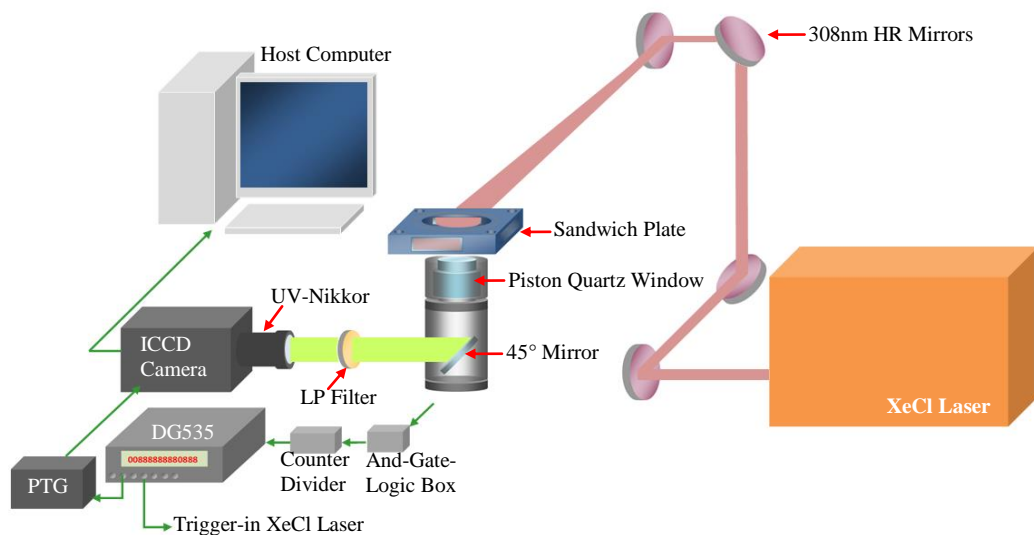 308nm HR Mirrors
Host Computer
Sandwich Plate
Piston Quartz Window
UV-Nikkor
ICCD
Camera
45° Mirror
LP Filter
XeCl Laser
DG535
00888888880888
Counter
Divider
And-Gate-
Logic Box
PTG
Trigger-in XeCl Laser